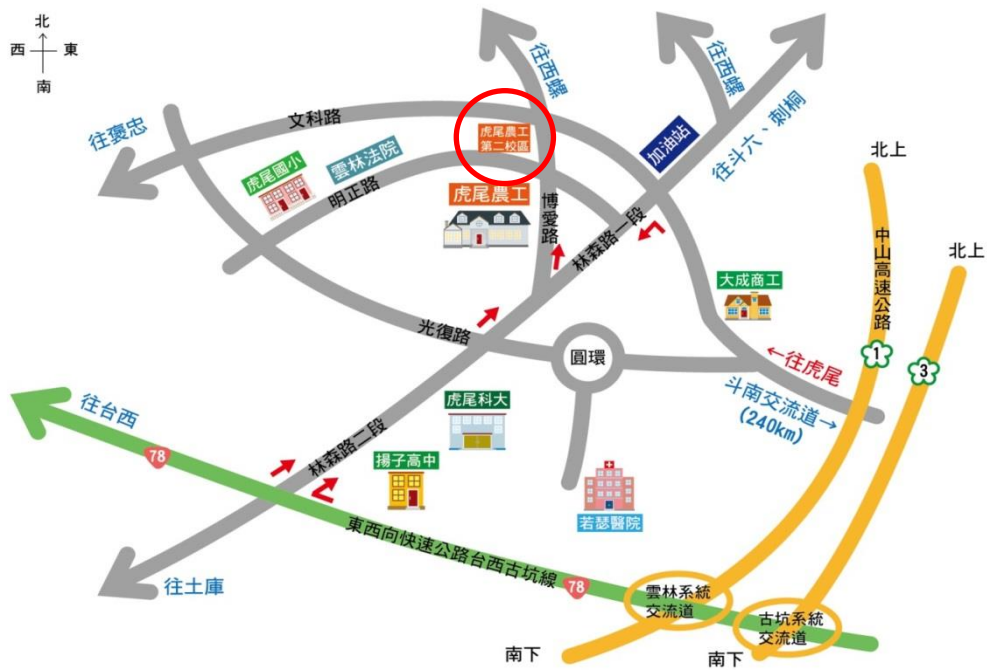 北
西 東
南
往西螺
往西螺
往褒忠
文科路
虎尾農工
第二校區
加油站
往斗六、刺桐
北上
雲林法院
虎尾國小
明正路
虎尾農工
博愛路
林森路一段
中山高速公路
北上
大成商工
光復路
圓環
1
3
←往虎尾
斗南交流道→
(240km)
往台西
78
虎尾科大
林森路二段
揚子高中
若瑟醫院
東西向快速公路台西古坑線
78
往土庫
雲林系統
交流道
古坑系統
交流道
南下
南下